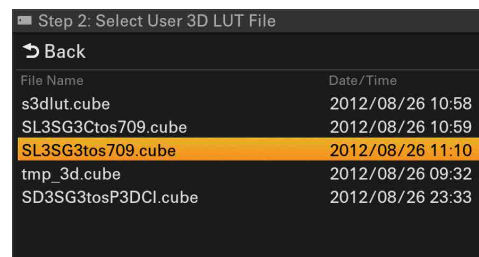 Step 2: Select User 3D LUT File
Back
File Name Date/Time
s3dlut.cube 2012/08/26 10:58
SL3SG3Ctos709.cube 2012/08/26 10:59
SL3SG3tos709.cube 2012/08/26 11:10
tmp_3d.cube 2012/08/26 09:32
SD3SG3tosP3DCI.cube 2012/08/26 23:33